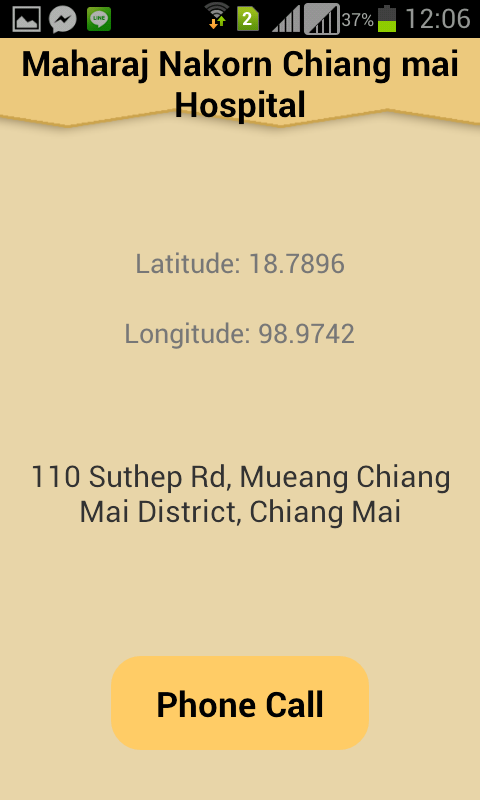 2 37% 12:06
LINE
Maharaj Nakorn Chiang mai
Hospital
Latitude: 18.7896
Longitude: 98.9742
110 Suthep Rd, Mueang Chiang
Mai District, Chiang Mai
Phone Call